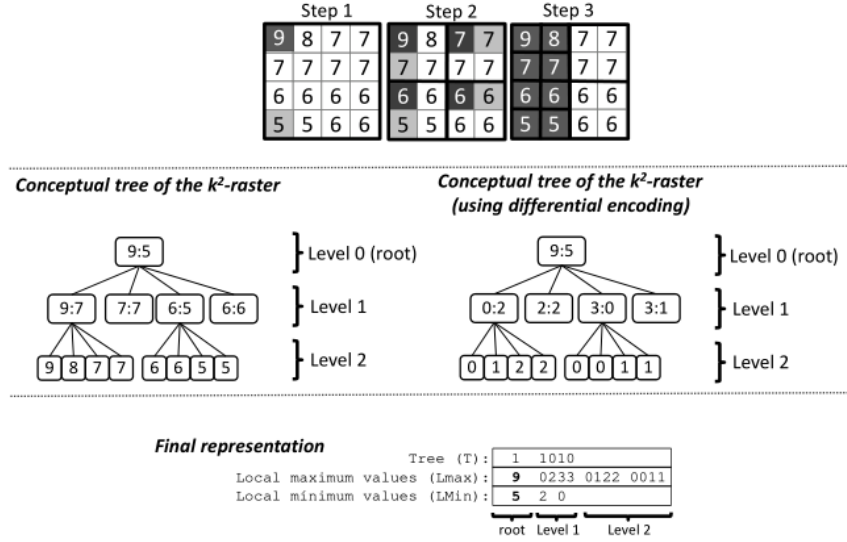 Step 1 Step 2 Step 3
9 8 7 7 9 8 7 7 9 8 7 7
7 7 7 7 7 7 7 7 7 7 7 7
6 6 6 6 6 6 6 6 6 6 6 6
5 5 6 6 5 5 6 6 5 5 6 6
Conceptual tree of the k²-raster
9:5
Level 0 (root)
9:7 7:7 6:5 6:6
Level 1
9 8 7 7 6 6 5 5
Level 2
Conceptual tree of the k²-raster
(using differential encoding)
9:5
Level 0 (root)
0:2 2:2 3:0 3:1
Level 1
0 1 2 2 0 0 1 1
Level 2
Final representation
Tree (T): 1 1010
Local maximum values (Lmax): 9 0233 0122 0011
Local minimum values (LMin): 5 2 0
root Level 1 Level 2